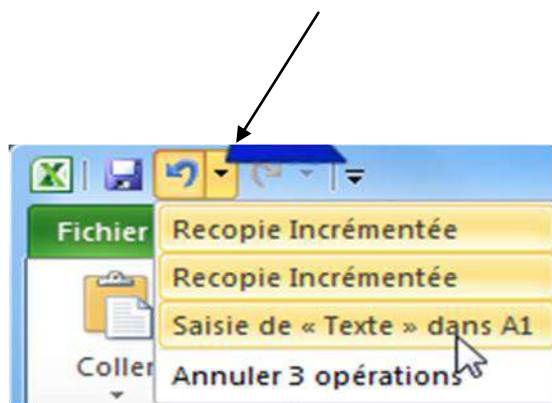 Fichier
Recopie Incrémentée
Recopie Incrémentée
Saisie de « Texte » dans A1
Coller
Annuler 3 opérations